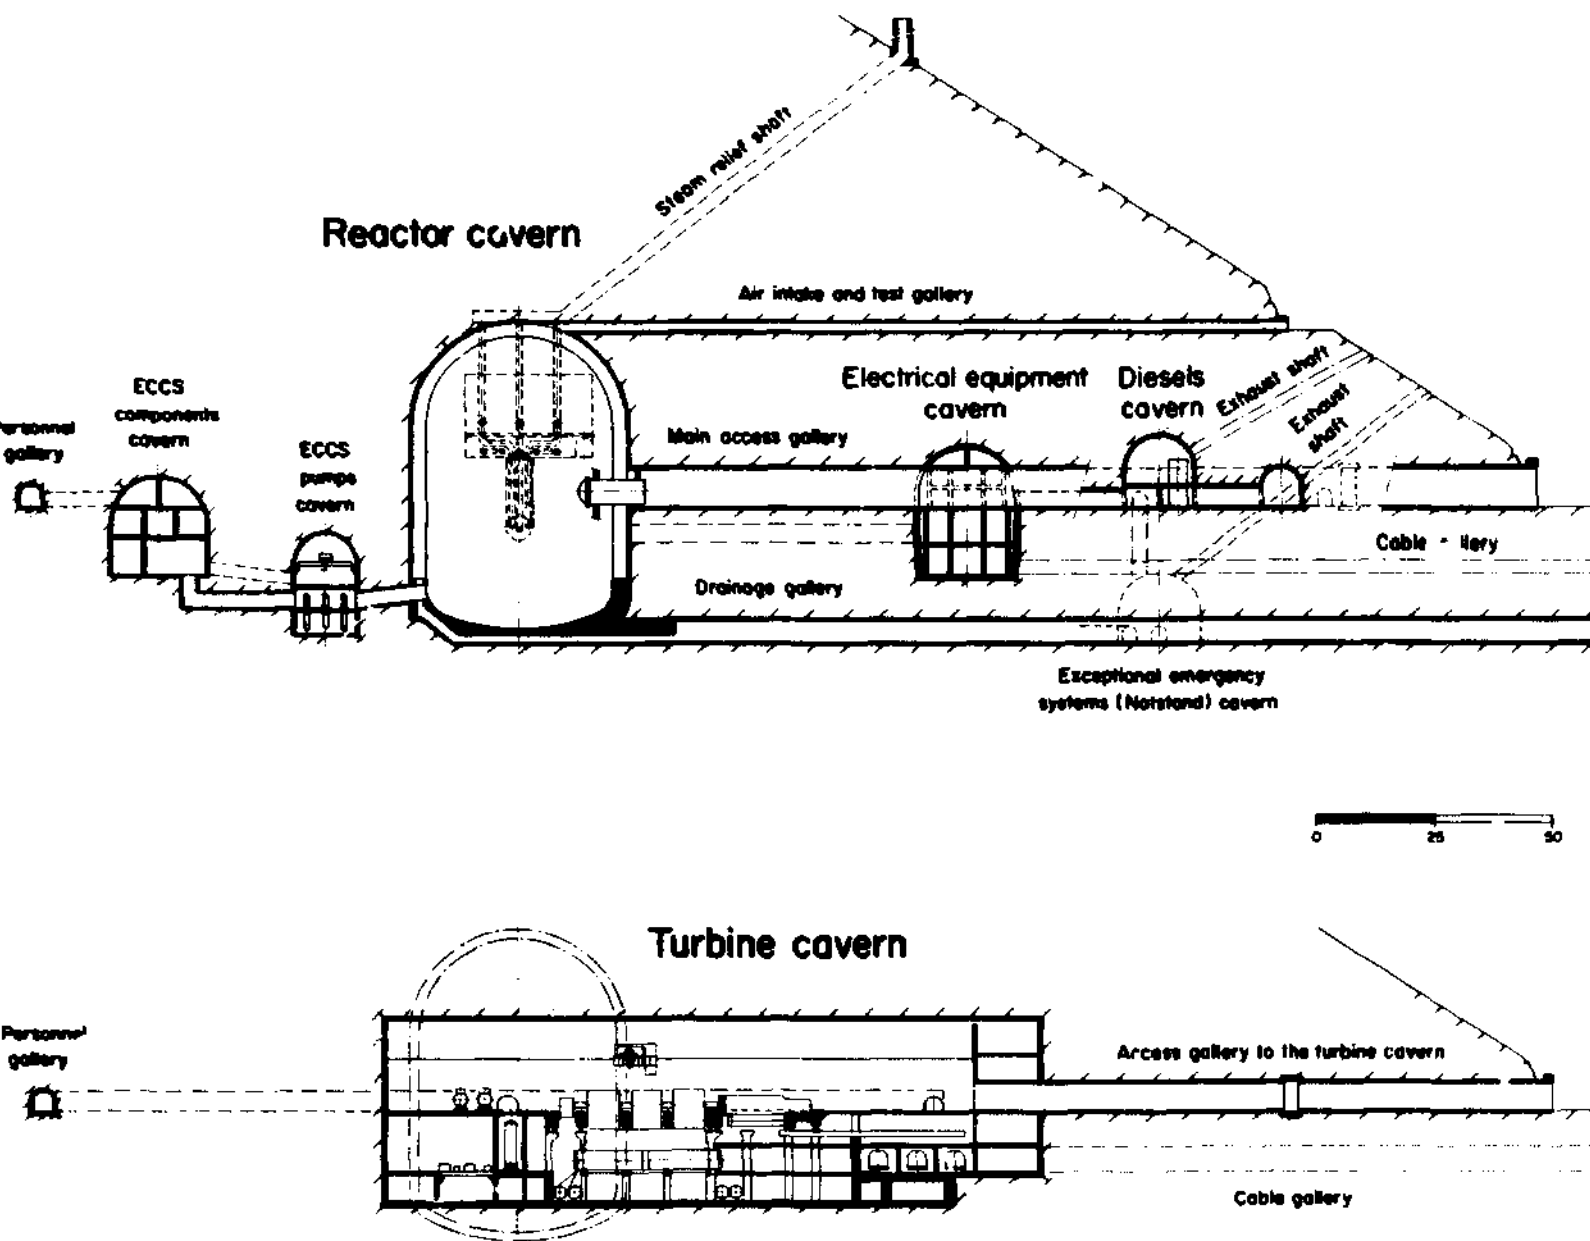 Steam relief shaft
Reactor cavern
Air intake and test gallery
ECCS
components
cavern
Personnel
gallery
ECCS
pumps
cavern
Main access gallery
Electrical equipment
cavern
Diesels
cavern
Exhaust shaft
Exhaust
shaft
Cable
Drainage gallery
Exceptional emergency
systems (Notstand) cavern
0 25 50
Turbine cavern
Personnel
gallery
Access gallery to the turbine cavern
Cable gallery